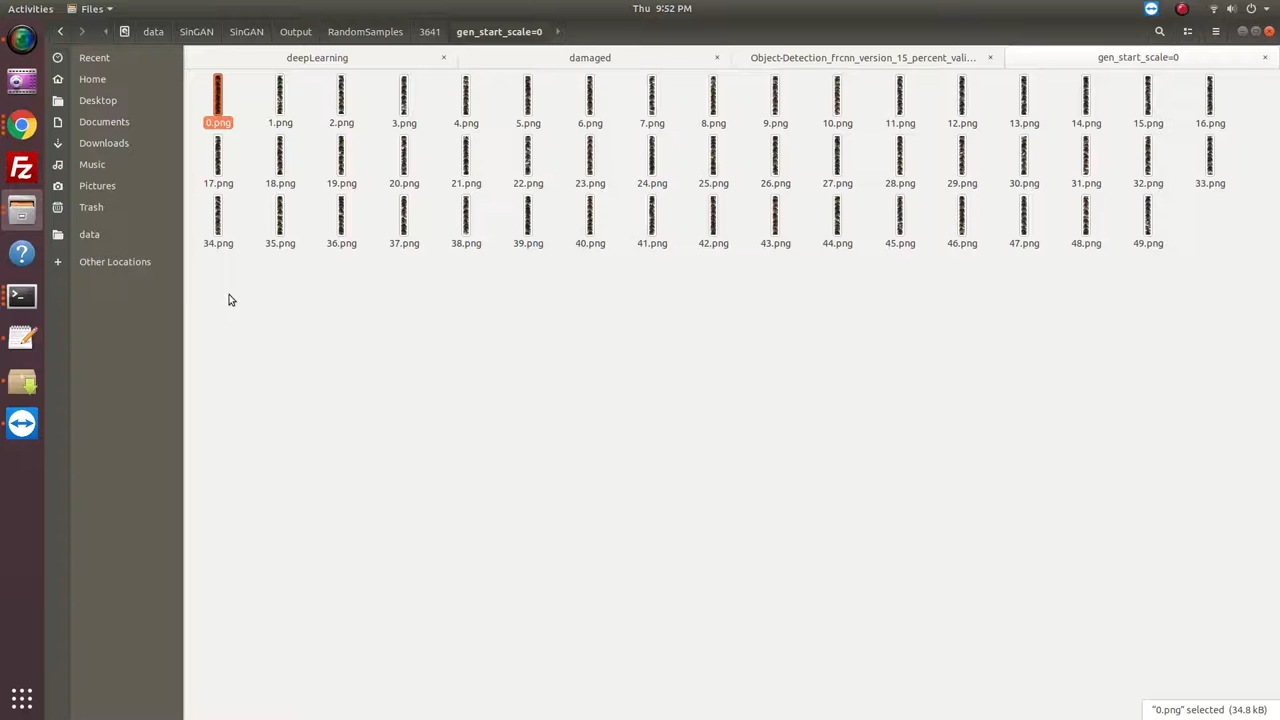 Activities Files Thu 9:52 PM
data SinGAN SinGAN Output RandomSamples 3641 gen_start_scale=0
deepLearning × damaged × Object-Detection_frcnn_version_15_percent_vali… × gen_start_scale=0 ×
Recent
Home
Desktop
Documents
Downloads
Music
Pictures
Trash
data
+ Other Locations
0.png 1.png 2.png 3.png 4.png 5.png 6.png 7.png 8.png 9.png 10.png 11.png 12.png 13.png 14.png 15.png 16.png
17.png 18.png 19.png 20.png 21.png 22.png 23.png 24.png 25.png 26.png 27.png 28.png 29.png 30.png 31.png 32.png 33.png
34.png 35.png 36.png 37.png 38.png 39.png 40.png 41.png 42.png 43.png 44.png 45.png 46.png 47.png 48.png 49.png
Fz
?
>_
"0.png" selected (34.8 kB)